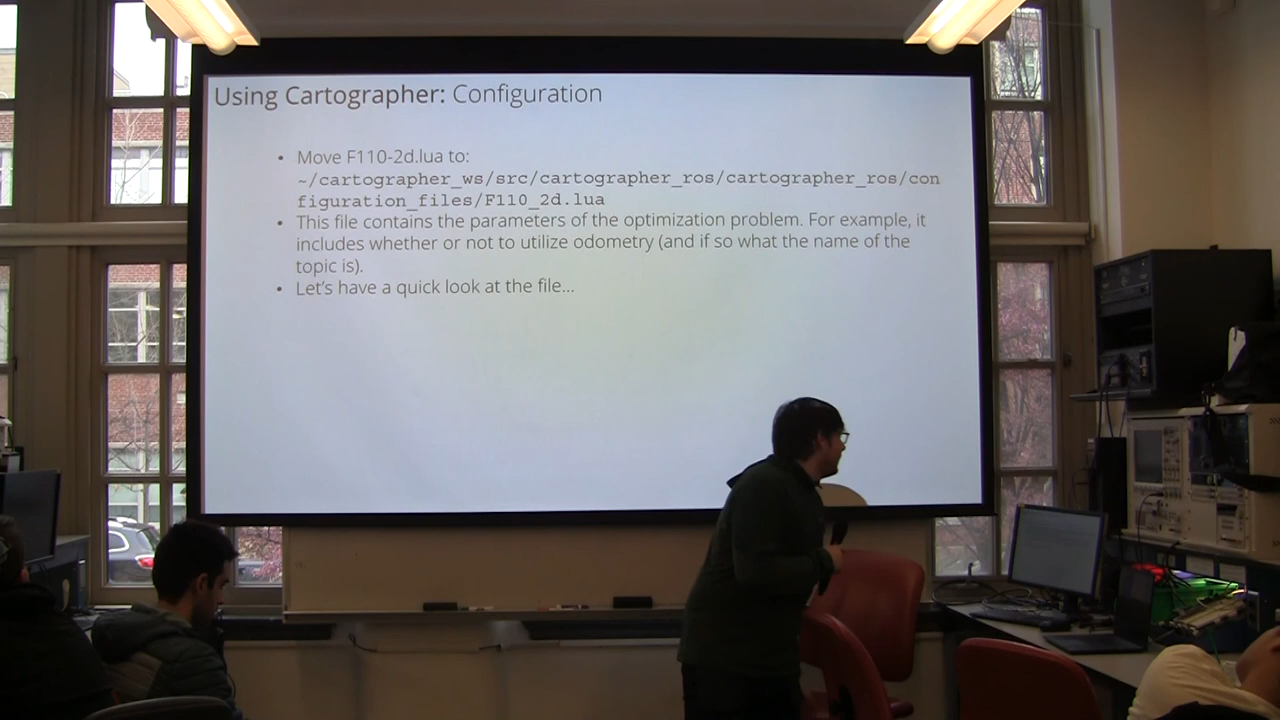 Using Cartographer: Configuration
• Move F110-2d.lua to:
~/cartographer_ws/src/cartographer_ros/cartographer_ros/con
figuration_files/F110_2d.lua
• This file contains the parameters of the optimization problem. For example, it
includes whether or not to utilize odometry (and if so what the name of the
topic is).
• Let's have a quick look at the file...